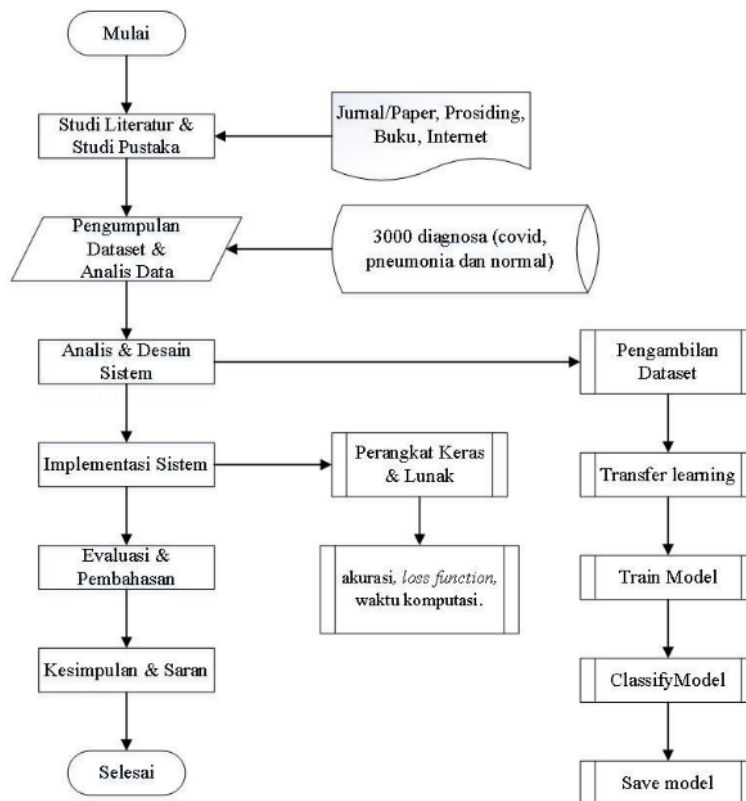 Mulai
Studi Literatur &
Studi Pustaka
Jurnal/Paper, Prosiding,
Buku, Internet
Pengumpulan
Dataset &
Analis Data
3000 diagnosa (covid,
pneumonia dan normal)
Analis & Desain
Sistem
Pengambilan
Dataset
Implementasi Sistem
Perangkat Keras
& Lunak
Transfer learning
Evaluasi &
Pembahasan
akurasi, loss function,
waktu komputasi.
Train Model
Kesimpulan & Saran
ClassifyModel
Selesai
Save model